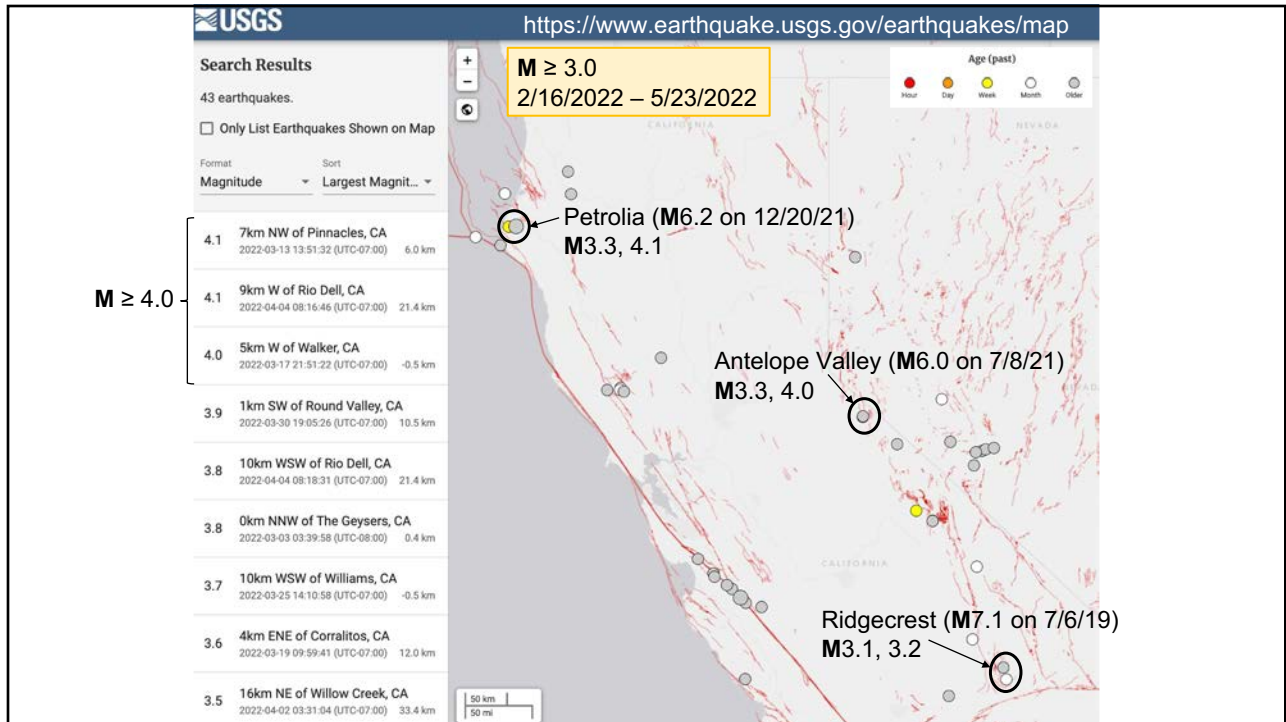 USGS
https://www.earthquake.usgs.gov/earthquakes/map
Search Results
43 earthquakes.
Only List Earthquakes Shown on Map
Format
Sort
Magnitude
Largest Magnit...
M ≥ 4.0
4.1
7km NW of Pinnacles, CA
2022-03-13 13:51:32 (UTC-07:00) 6.0 km
4.1
9km W of Rio Dell, CA
2022-04-04 08:16:46 (UTC-07:00) 21.4 km
4.0
5km W of Walker, CA
2022-03-17 21:51:22 (UTC-07:00) -0.5 km
3.9
1km SW of Round Valley, CA
2022-03-30 19:05:26 (UTC-07:00) 10.5 km
3.8
10km WSW of Rio Dell, CA
2022-04-04 08:18:31 (UTC-07:00) 21.4 km
3.8
0km NNW of The Geysers, CA
2022-03-03 03:39:58 (UTC-08:00) 0.4 km
3.7
10km WSW of Williams, CA
2022-03-25 14:10:58 (UTC-07:00) -0.5 km
3.6
4km ENE of Corralitos, CA
2022-03-19 09:59:41 (UTC-07:00) 12.0 km
3.5
16km NE of Willow Creek, CA
2022-04-02 03:31:04 (UTC-07:00) 33.4 km
+
−
M ≥ 3.0
2/16/2022 – 5/23/2022
Age (past)
Hour
Day
Week
Month
Older
CALIFORNIA
NEVADA
Petrolia (M6.2 on 12/20/21)
M3.3, 4.1
Antelope Valley (M6.0 on 7/8/21)
M3.3, 4.0
CALIFORNIA
Ridgecrest (M7.1 on 7/6/19)
M3.1, 3.2
50 km
50 mi